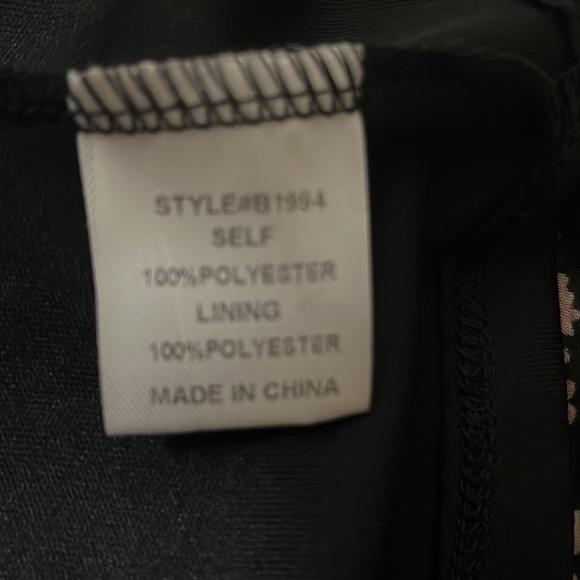 STYLE#B1994
SELF
100%POLYESTER
LINING
100%POLYESTER
MADE IN CHINA